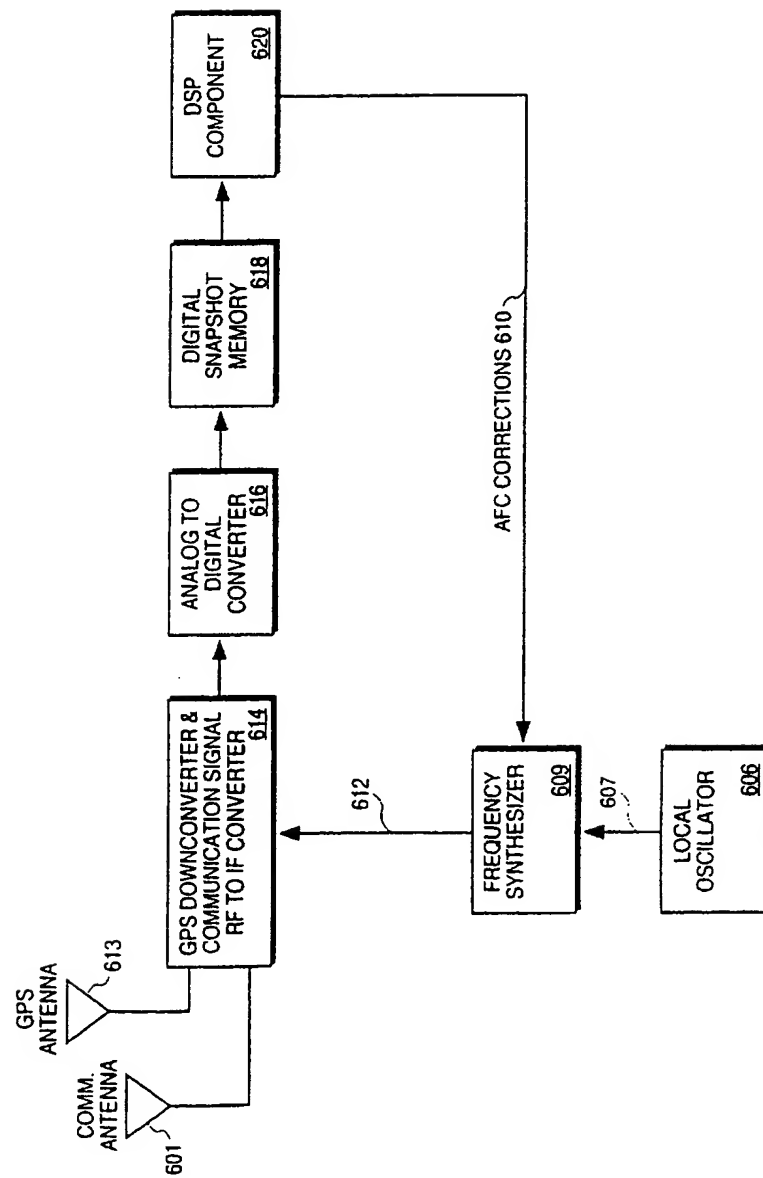 GPS
ANTENNA
613
COMM.
ANTENNA
601
GPS DOWNCONVERTER &
COMMUNICATION SIGNAL
RF TO IF CONVERTER
614
ANALOG TO
DIGITAL
CONVERTER
616
DIGITAL
SNAPSHOT
MEMORY
618
DSP
COMPONENT
620
612
AFC CORRECTIONS 610
FREQUENCY
SYNTHESIZER
609
607
LOCAL
OSCILLATOR
606